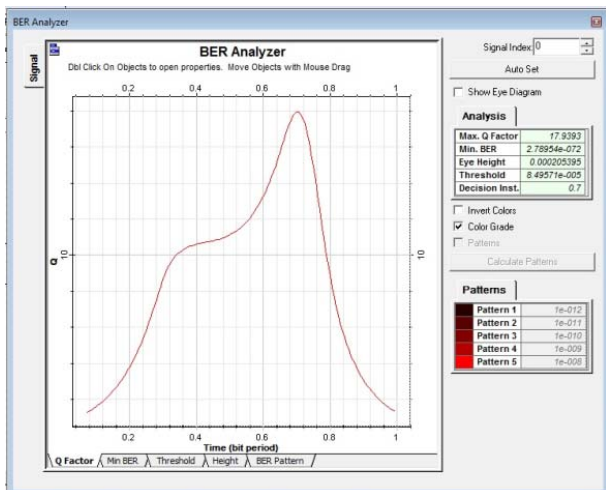 BER Analyzer
Signal
BER Analyzer
Dbl Click On Objects to open properties. Move Objects with Mouse Drag
0.2 0.4 0.6 0.8 1
Q
10
10
0.2 0.4 0.6 0.8 1
Time (bit period)
Q Factor Min BER Threshold Height BER Pattern
Signal Index: 0
Auto Set
Show Eye Diagram
Analysis
Max. Q Factor 17.9393
Min. BER 2.78954e-072
Eye Height 0.000205395
Threshold 8.49571e-005
Decision Inst. 0.7
Invert Colors
Color Grade
Patterns
Calculate Patterns
Patterns
Pattern 1 1e-012
Pattern 2 1e-011
Pattern 3 1e-010
Pattern 4 1e-009
Pattern 5 1e-008